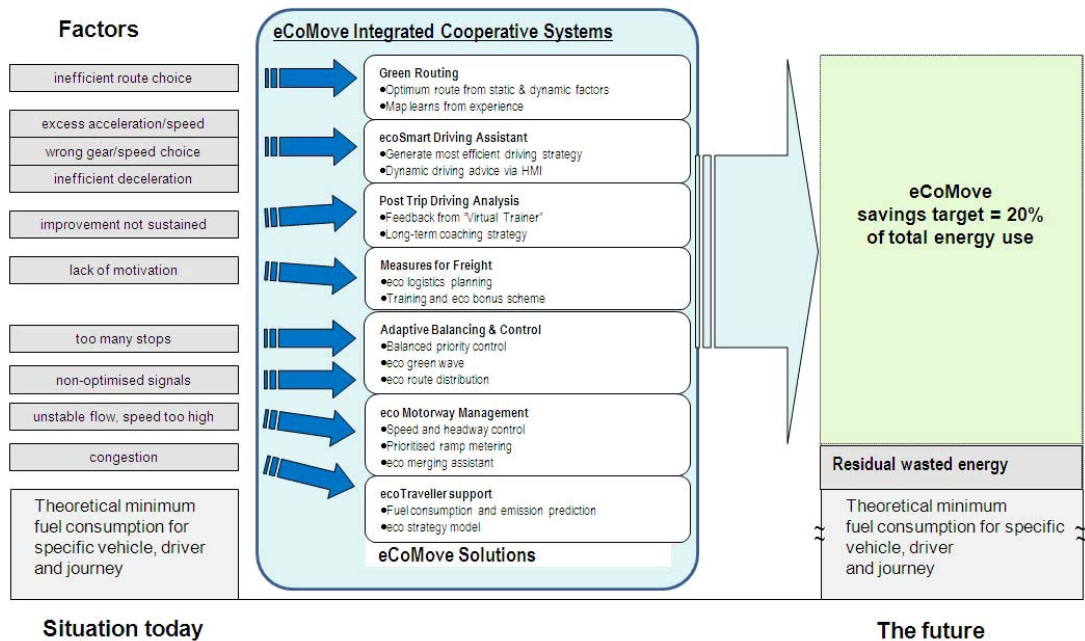 Factors
inefficient route choice
excess acceleration/speed
wrong gear/speed choice
inefficient deceleration
improvement not sustained
lack of motivation
too many stops
non-optimised signals
unstable flow, speed too high
congestion
Theoretical minimum
fuel consumption for
specific vehicle, driver
and journey
Situation today
eCoMove Integrated Cooperative Systems
Green Routing
●Optimum route from static & dynamic factors
●Map learns from experience
ecoSmart Driving Assistant
●Generate most efficient driving strategy
●Dynamic driving advice via HMI
Post Trip Driving Analysis
●Feedback from "Virtual Trainer"
●Long-term coaching strategy
Measures for Freight
●eco logistics planning
●Training and eco bonus scheme
Adaptive Balancing & Control
●Balanced priority control
●eco green wave
●eco route distribution
eco Motorway Management
●Speed and headway control
●Prioritised ramp metering
●eco merging assistant
ecoTraveller support
●Fuel consumption and emission prediction
●eco strategy model
eCoMove Solutions
eCoMove
savings target = 20%
of total energy use
Residual wasted energy
Theoretical minimum
fuel consumption for specific
vehicle, driver
and journey
The future